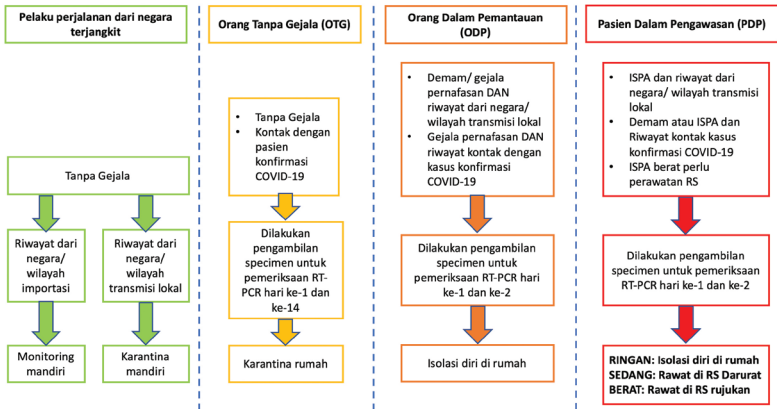 Pelaku perjalanan dari negara
terjangkit
Tanpa Gejala
Riwayat dari
negara/
wilayah
importasi
Riwayat dari
negara/
wilayah
transmisi lokal
Monitoring
mandiri
Karantina
mandiri
Orang Tanpa Gejala (OTG)
• Tanpa Gejala
• Kontak dengan
pasien
konfirmasi
COVID-19
Dilakukan
pengambilan
specimen untuk
pemeriksaan RT-
PCR hari ke-1 dan
ke-14
Karantina rumah
Orang Dalam Pemantauan
(ODP)
• Demam/ gejala
pernafasan DAN
riwayat dari negara/
wilayah transmisi lokal
• Gejala pernafasan DAN
riwayat kontak dengan
kasus konfirmasi
COVID-19
Dilakukan pengambilan
specimen untuk
pemeriksaan RT-PCR hari
ke-1 dan ke-2
Isolasi diri di rumah
Pasien Dalam Pengawasan (PDP)
• ISPA dan riwayat dari
negara/ wilayah transmisi
lokal
• Demam atau ISPA dan
Riwayat kontak kasus
konfirmasi COVID-19
• ISPA berat perlu
perawatan RS
Dilakukan pengambilan
specimen untuk pemeriksaan
RT-PCR hari ke-1 dan ke-2
RINGAN: Isolasi diri di rumah
SEDANG: Rawat di RS Darurat
BERAT: Rawat di RS rujukan